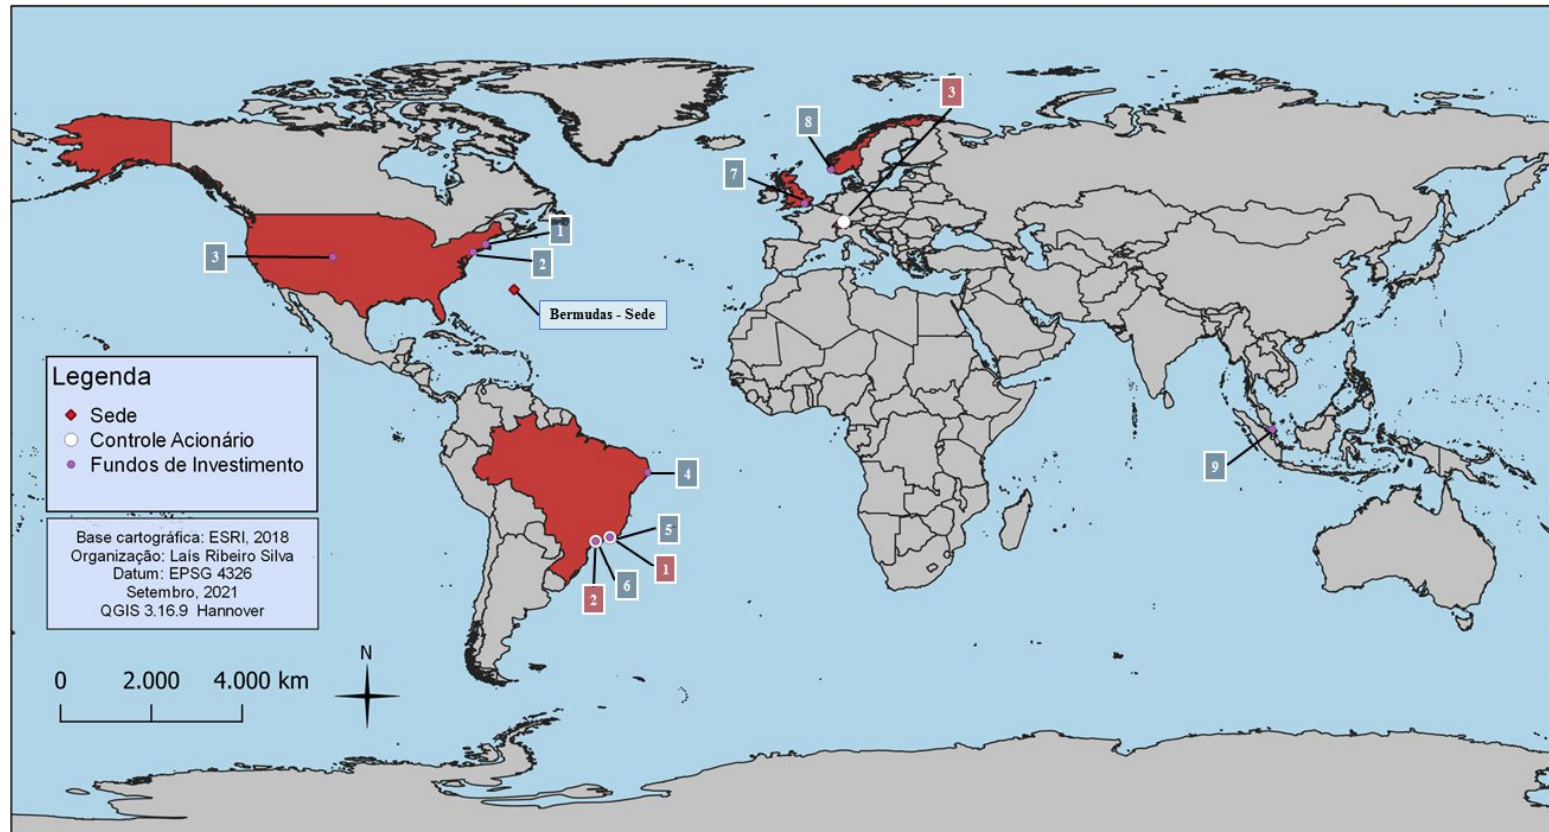 3
8
7
1
3
2
Bermudas - Sede
Legenda
Sede
Controle Acionário
Fundos de Investimento
4
9
5
1
6
2
Base cartográfica: ESRI, 2018
Organização: Laís Ribeiro Silva
Datum: EPSG 4326
Setembro, 2021
QGIS 3.16.9 Hannover
N
0 2.000 4.000 km